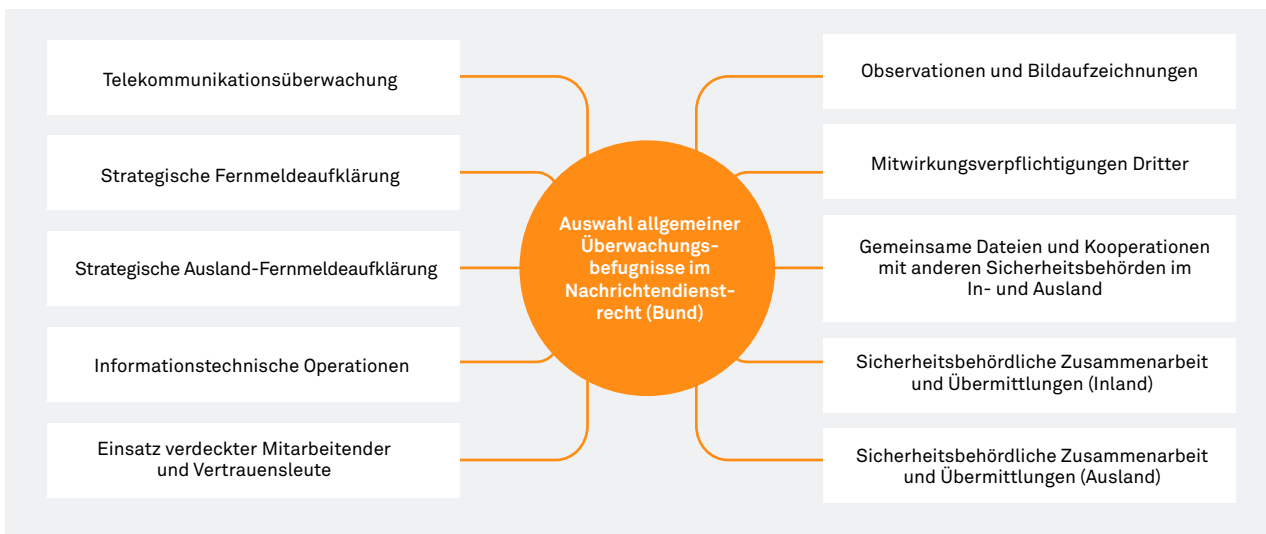 Telekommunikationsüberwachung
Strategische Fernmeldeaufklärung
Strategische Ausland-Fernmeldeaufklärung
Informationstechnische Operationen
Einsatz verdeckter Mitarbeitender
und Vertrauensleute
Auswahl allgemeiner
Überwachungs-
befugnisse im
Nachrichtendienst-
recht (Bund)
Observationen und Bildaufzeichnungen
Mitwirkungsverpflichtigungen Dritter
Gemeinsame Dateien und Kooperationen
mit anderen Sicherheitsbehörden im
In- und Ausland
Sicherheitsbehördliche Zusammenarbeit
und Übermittlungen (Inland)
Sicherheitsbehördliche Zusammenarbeit
und Übermittlungen (Ausland)